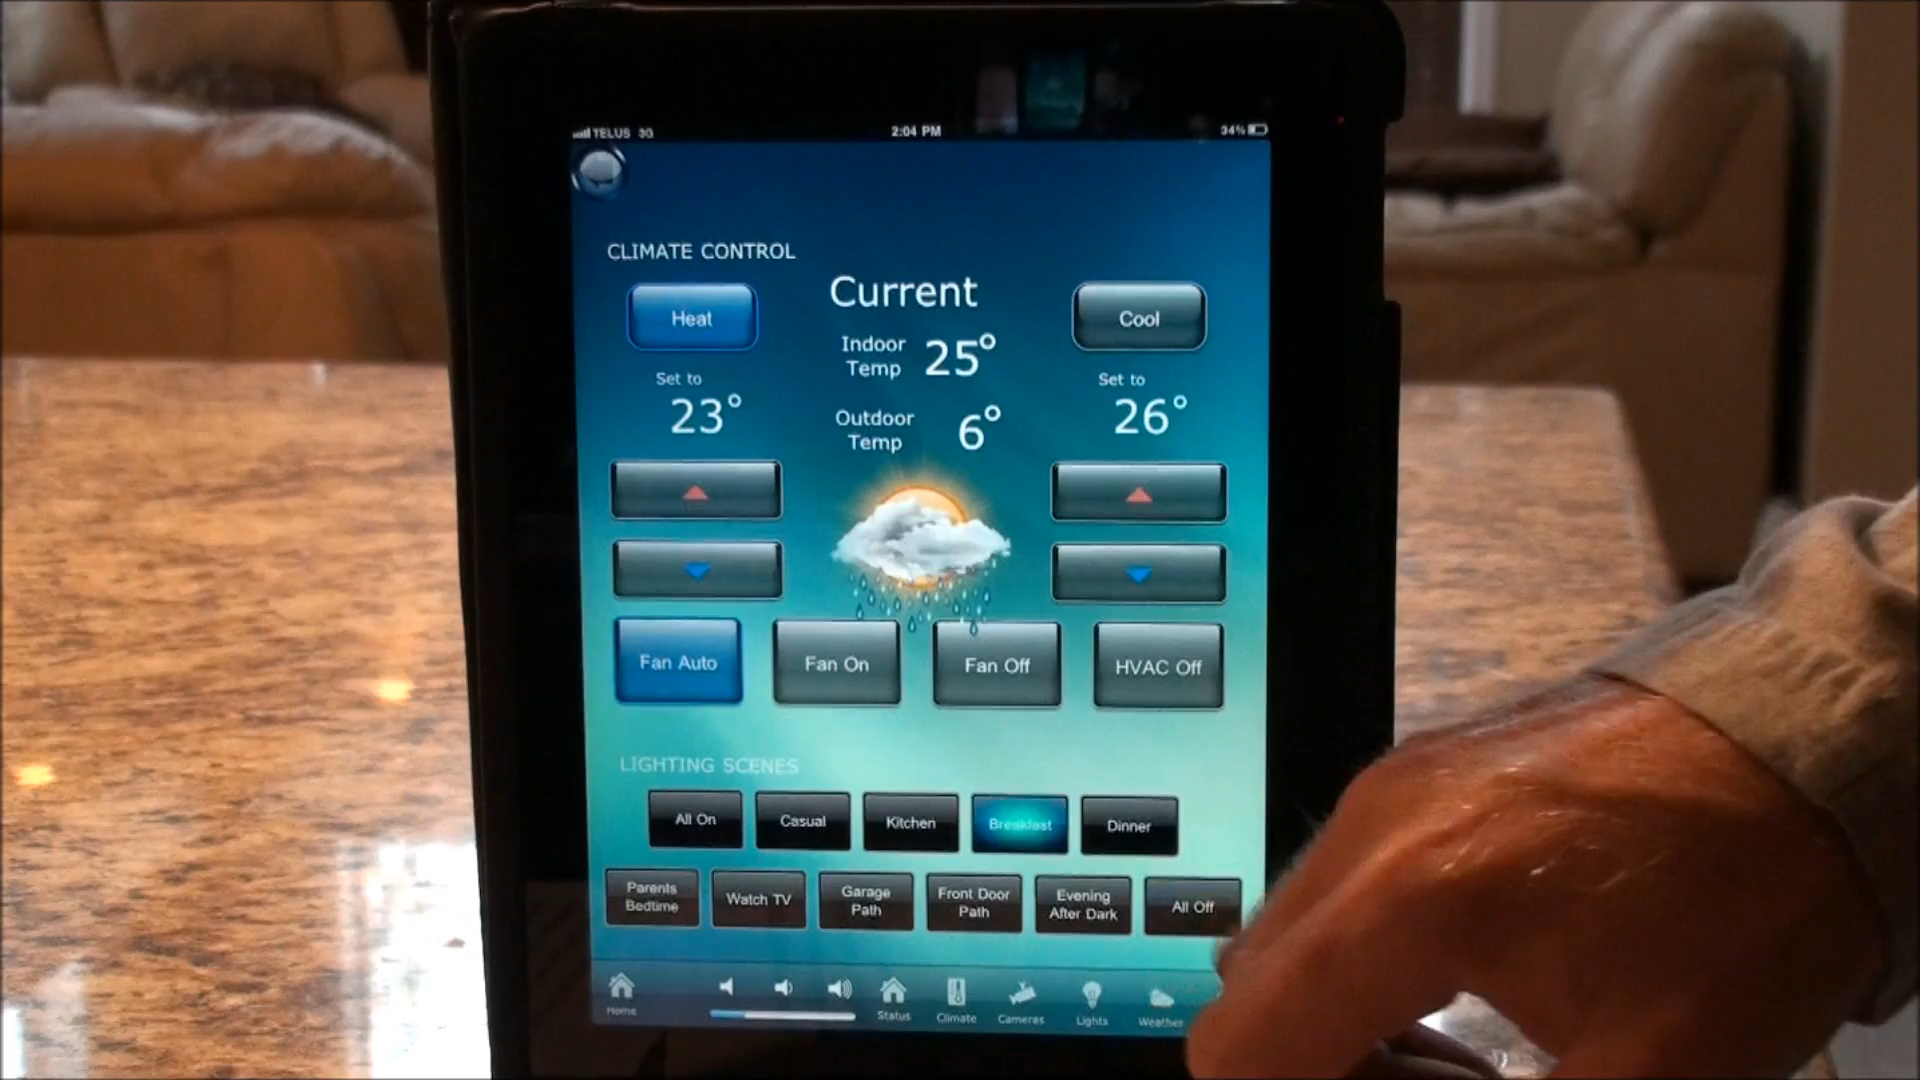 TELUS 3G 2:04 PM 34%
CLIMATE CONTROL
Current
Heat
Cool
Indoor
Temp
25°
Set to
23°
Set to
26°
Outdoor
Temp
6°
Fan Auto
Fan On
Fan Off
HVAC Off
LIGHTING SCENES
All On
Casual
Kitchen
Breakfast
Dinner
Parents
Bedtime
Watch TV
Garage
Path
Front Door
Path
Evening
After Dark
All Off
Home
Status
Climate
Cameras
Lights
Weather